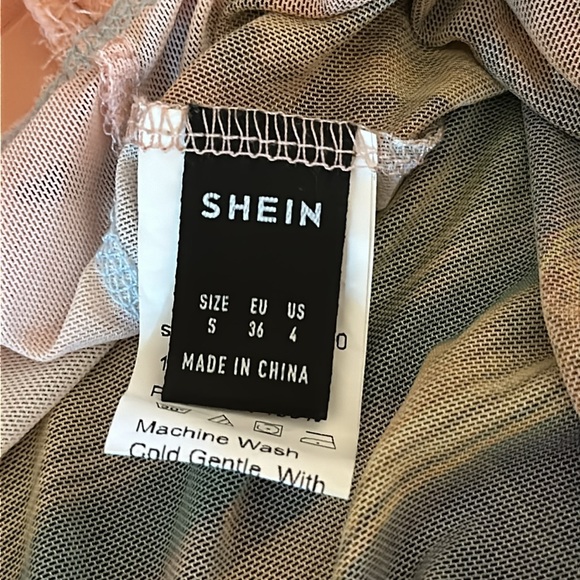 SHEIN
SIZE EU US
S 36 4
MADE IN CHINA
Machine Wash
Cold Gentle, With